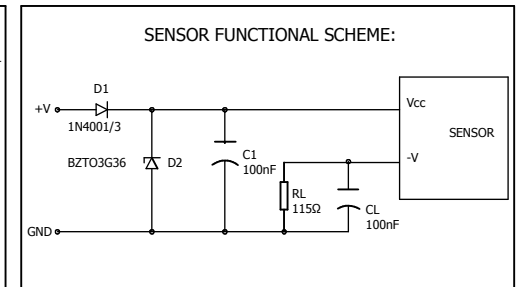 SENSOR FUNCTIONAL SCHEME:
D1
+V
1N4001/3
Vcc
SENSOR
BZTO3G36
D2
C1
100nF
-V
RL
115Ω
CL
100nF
GND